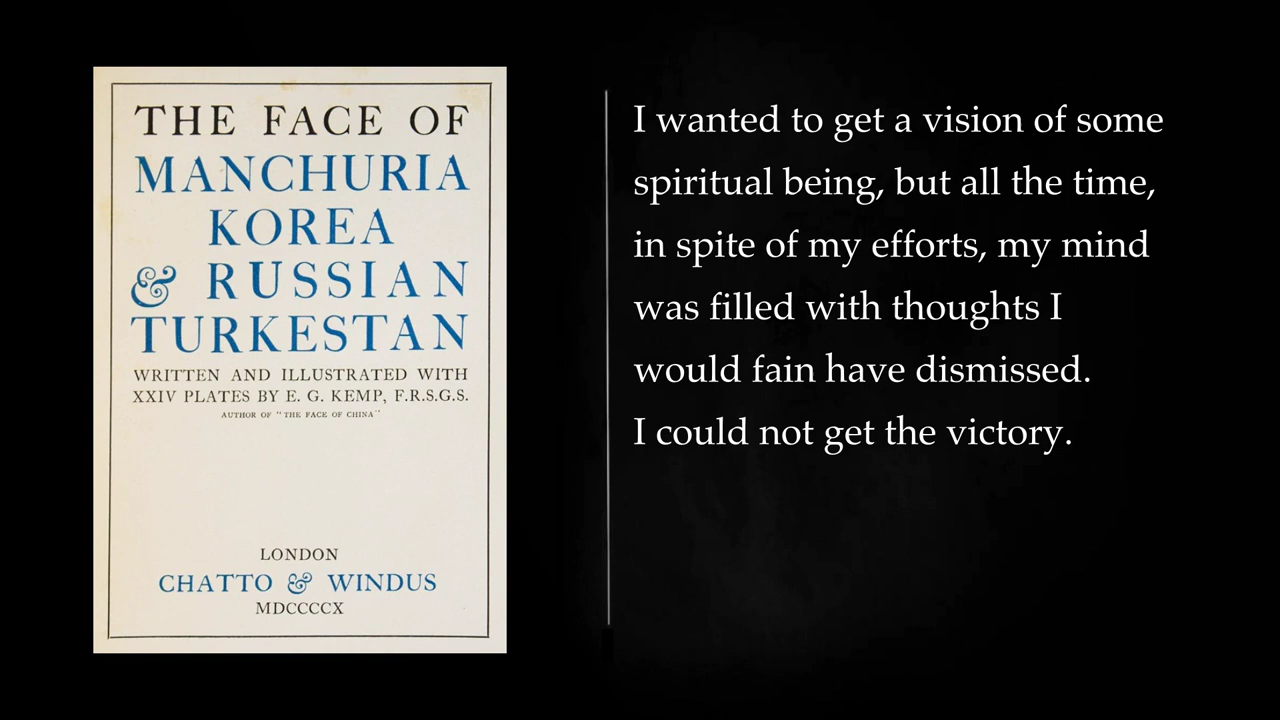 THE FACE OF
MANCHURIA
KOREA
& RUSSIAN
TURKESTAN
WRITTEN AND ILLUSTRATED WITH
XXIV PLATES BY E. G. KEMP, F.R.S.G.S.
AUTHOR OF "THE FACE OF CHINA"
LONDON
CHATTO & WINDUS
MDCCCCX
I wanted to get a vision of some
spiritual being, but all the time,
in spite of my efforts, my mind
was filled with thoughts I
would fain have dismissed.
I could not get the victory.